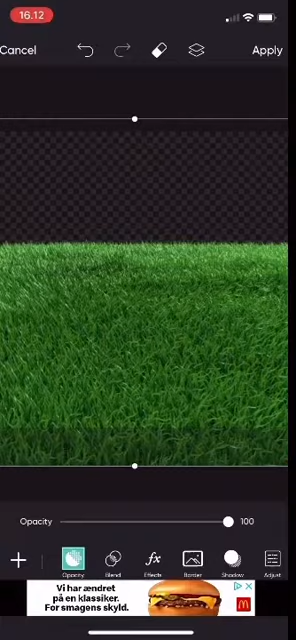 16.12
Cancel
Apply
Opacity
100
Opacity
Blend
Effects
Border
Shadow
Adjust
Vi har ændret
på en klassiker.
For smagens skyld.